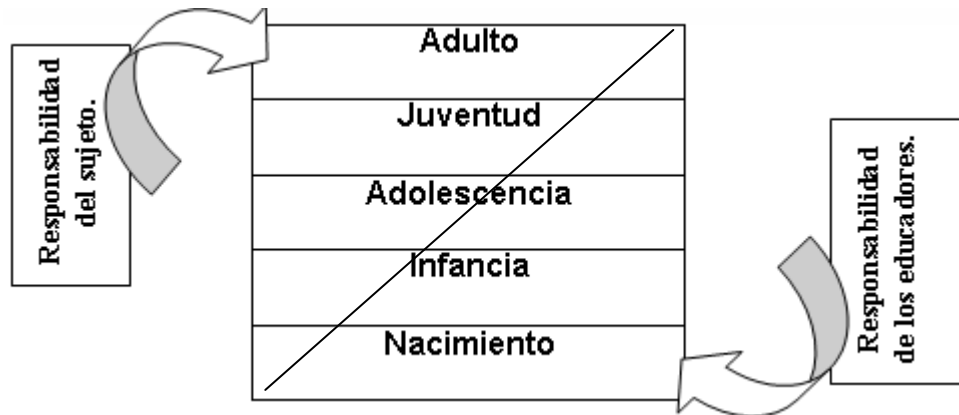 Responsabilidad
del sujeto.
Adulto
Juventud
Adolescencia
Infancia
Nacimiento
Responsabilidad
de los educadores.